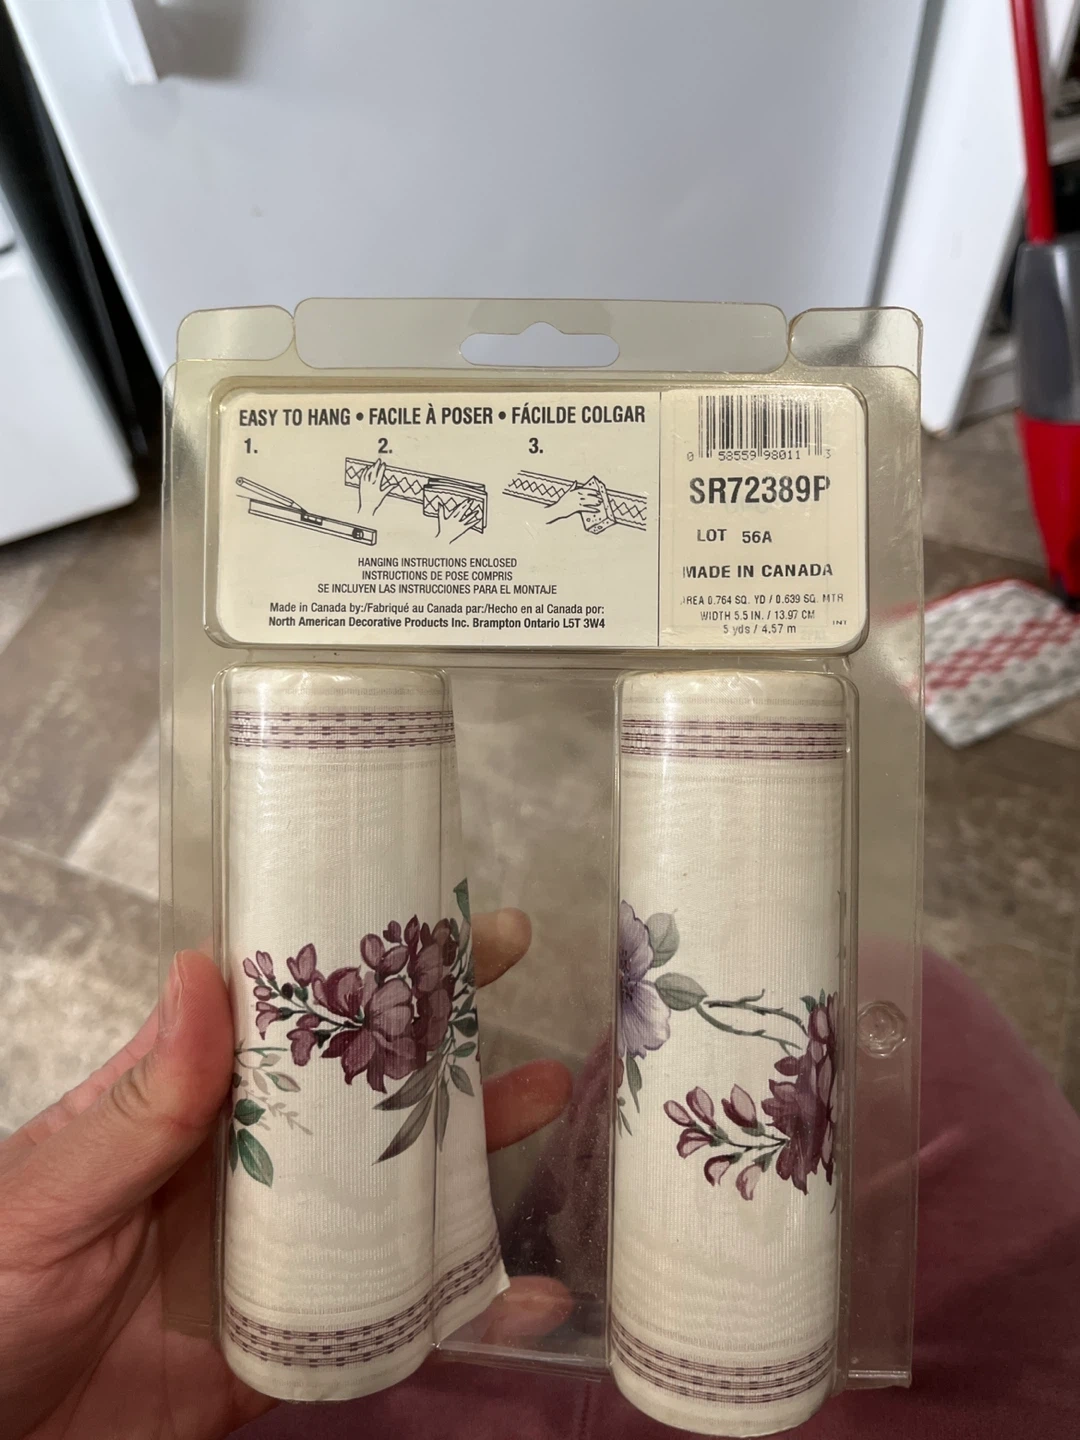 EASY TO HANG • FACILE À POSER • FÁCILDE COLGAR
1. 2. 3.
HANGING INSTRUCTIONS ENCLOSED
INSTRUCTIONS DE POSE COMPRIS
SE INCLUYEN LAS INSTRUCCIONES PARA EL MONTAJE
Made in Canada by:/Fabriqué au Canada par:/Hecho en al Canada por:
North American Decorative Products Inc. Brampton Ontario L5T 3W4
0 58559 98011 3
SR72389P
LOT 56A
MADE IN CANADA
AREA 0.764 SQ. YD / 0.639 SQ. MTR
WIDTH 5.5 IN. / 13.97 CM
INT
5 yds / 4,57 m